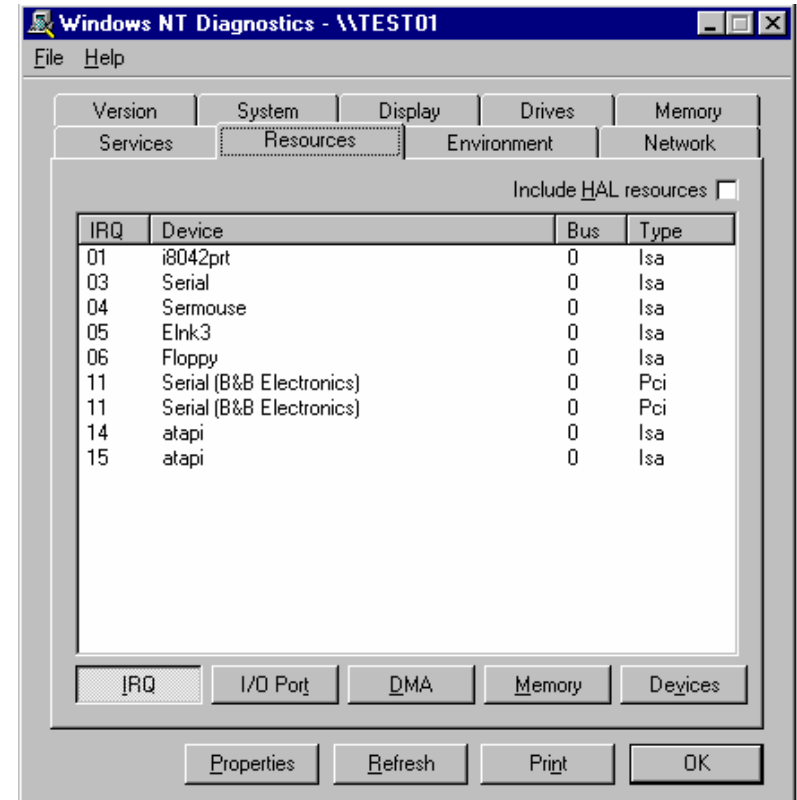 Windows NT Diagnostics - \\TEST01
File Help
Version System Display Drives Memory
Services Resources Environment Network
Include HAL resources
IRQ Device Bus Type
01 i8042prt 0 Isa
03 Serial 0 Isa
04 Sermouse 0 Isa
05 Elnk3 0 Isa
06 Floppy 0 Isa
11 Serial (B&B Electronics) 0 Pci
11 Serial (B&B Electronics) 0 Pci
14 atapi 0 Isa
15 atapi 0 Isa
IRQ I/O Port DMA Memory Devices
Properties Refresh Print OK